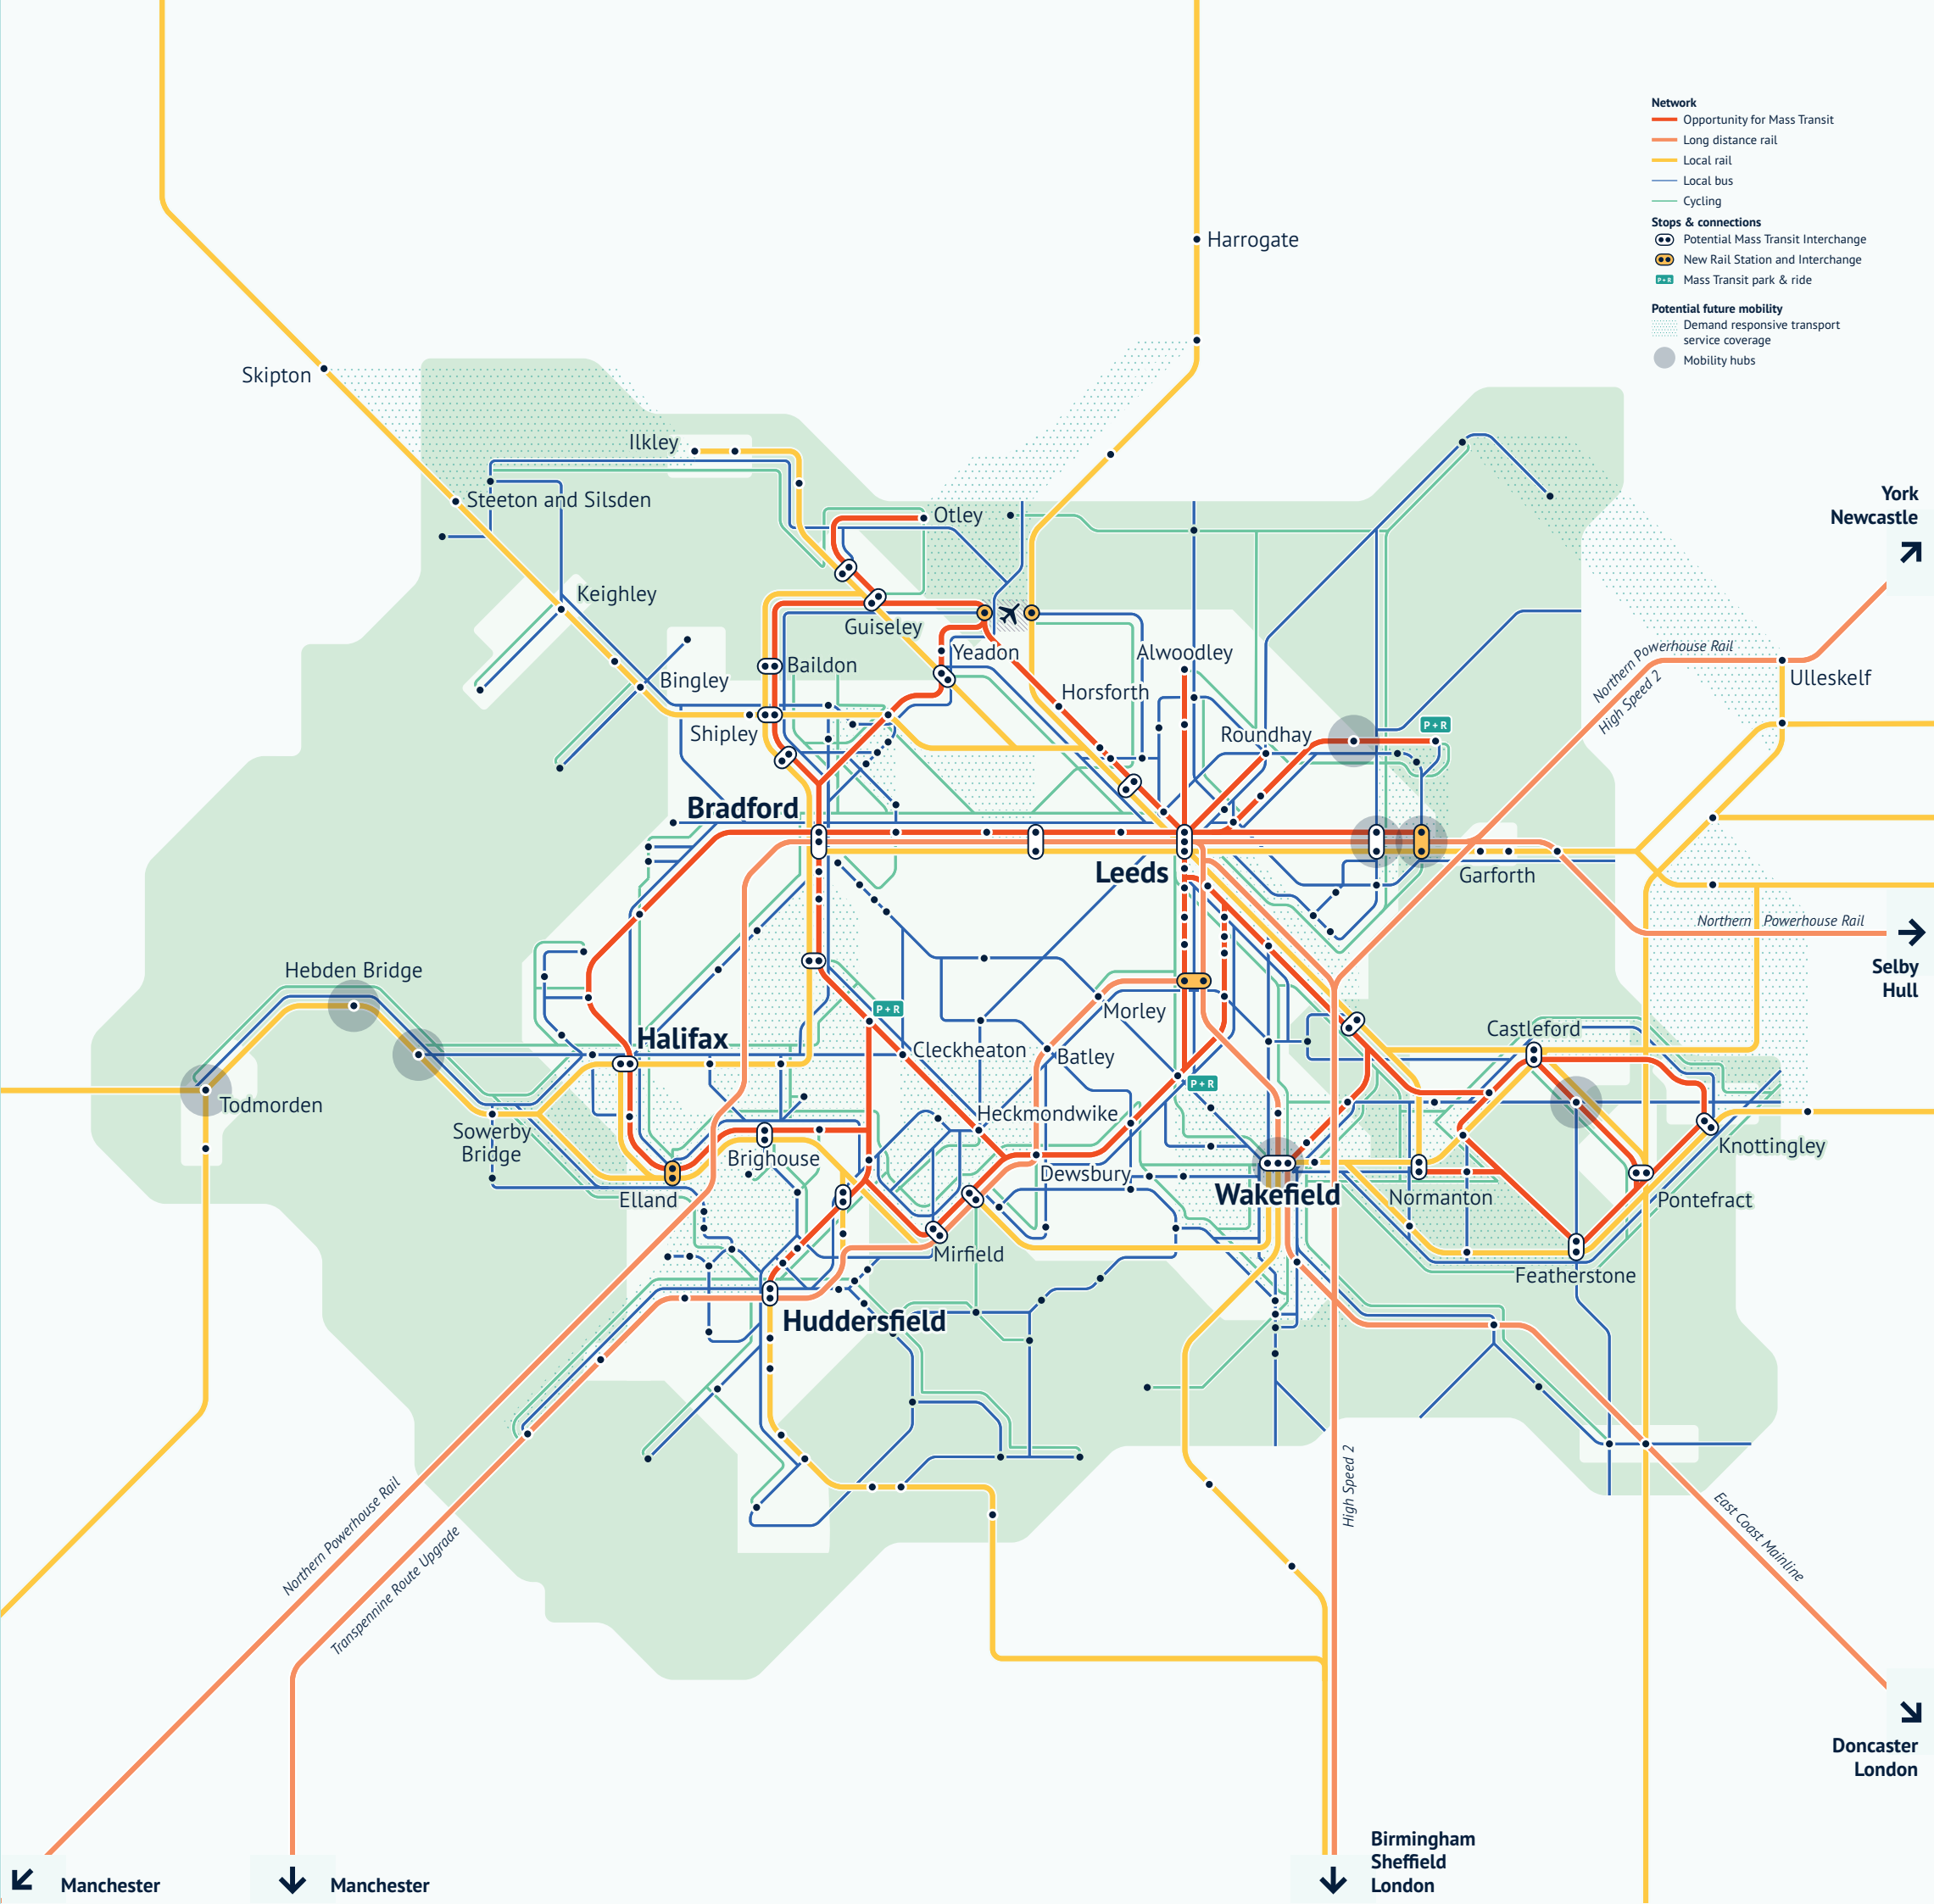 Network
Opportunity for Mass Transit
Long distance rail
Local rail
Local bus
Cycling
Stops & connections
Potential Mass Transit Interchange
New Rail Station and Interchange
P+R Mass Transit park & ride
Potential future mobility
Demand responsive transport
service coverage
Mobility hubs
Harrogate
Skipton
Ilkley
Steeton and Silsden
Otley
York
Newcastle
Keighley
Guiseley
Yeadon
Alwoodley
Baildon
Bingley
Horsforth
Northern Powerhouse Rail
High Speed 2
Ulleskelf
Shipley
Roundhay
P+R
Bradford
Leeds
Garforth
Northern Powerhouse Rail
Selby
Hull
Hebden Bridge
P+R
Morley
Halifax
Cleckheaton
Batley
Castleford
P+R
Todmorden
Heckmondwike
Sowerby
Bridge
Brighouse
Dewsbury
Knottingley
Elland
Wakefield
Normanton
Pontefract
Mirfield
Featherstone
Huddersfield
High Speed 2
East Coast Mainline
Northern Powerhouse Rail
Transpennine Route Upgrade
Doncaster
London
Birmingham
Sheffield
London
Manchester
Manchester